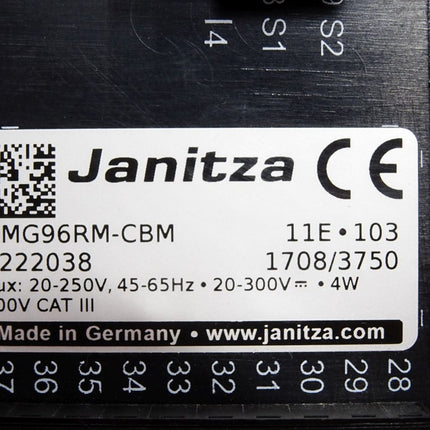 S2
S1
I4
Janitza CE
MG96RM-CBM 11E•103
222038 1708/3750
ux: 20-250V, 45-65Hz • 20-300V⎓ • 4W
00V CAT III
Made in Germany • www.janitza.com
37 36 35 34 33 32 31 30 29 28